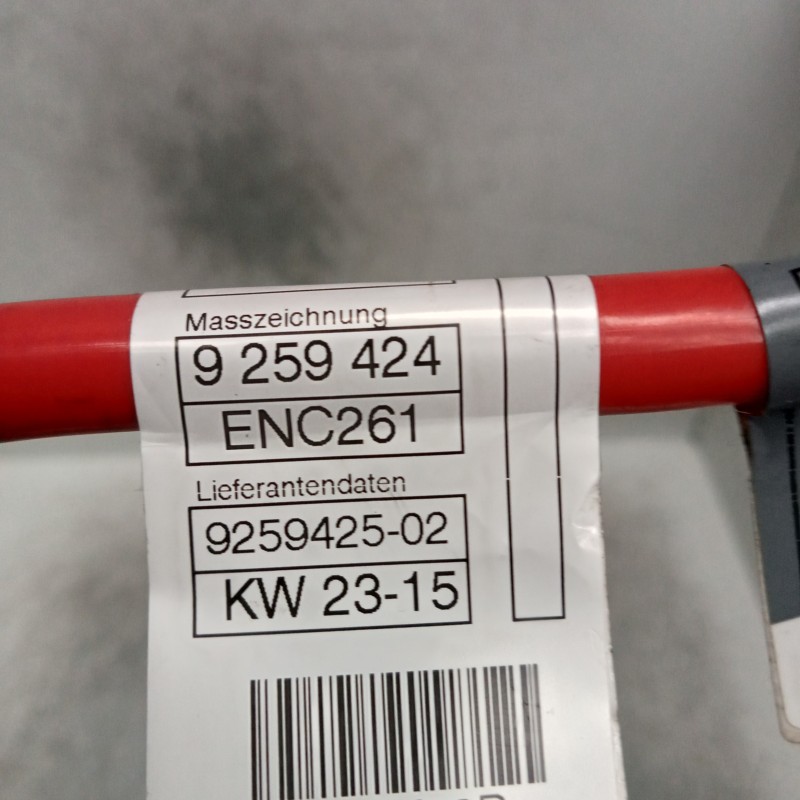 Masszeichnung
9 259 424
ENC261
Lieferantendaten
9259425-02
KW 23-15